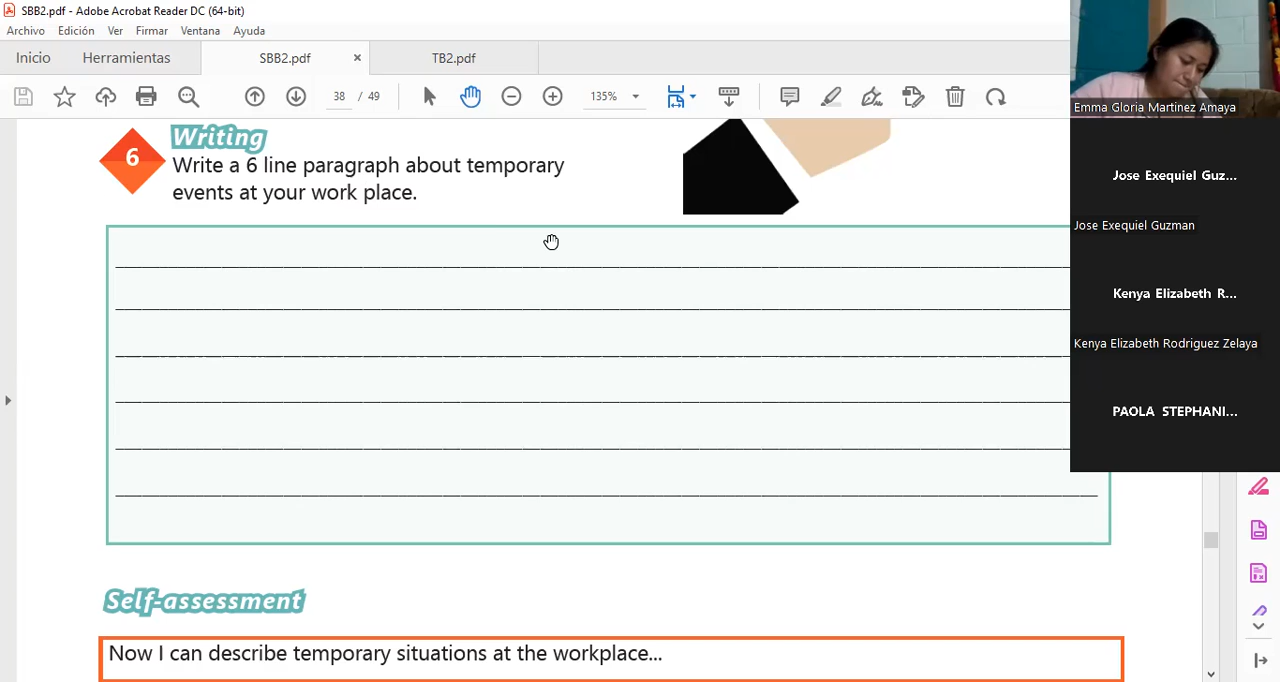 SBB2.pdf - Adobe Acrobat Reader DC (64-bit)
Archivo Edición Ver Firmar Ventana Ayuda
Inicio Herramientas SBB2.pdf × TB2.pdf
38 / 49 135%
6 Writing
Write a 6 line paragraph about temporary
events at your work place.
Self-assessment
Now I can describe temporary situations at the workplace...
Emma Gloria Martínez Amaya
Jose Exequiel Guz...
Jose Exequiel Guzman
Kenya Elizabeth R...
Kenya Elizabeth Rodriguez Zelaya
PAOLA STEPHANI...